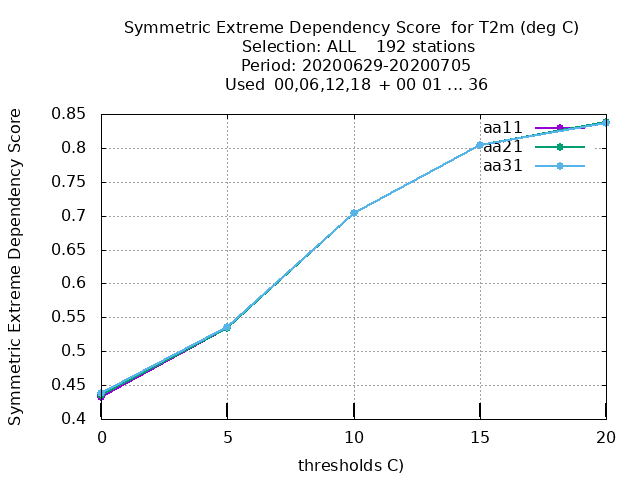 Symmetric Extreme Dependency Score  for T2m (deg C)
Selection: ALL    192 stations
Period: 20200629-20200705
Used  00,06,12,18  + 00 01 ... 36
Symmetric Extreme Dependency Score
0.85
0.8
0.75
0.7
0.65
0.6
0.55
0.5
0.45
0.4
aa11
aa21
aa31
0 5 10 15 20
thresholds C)